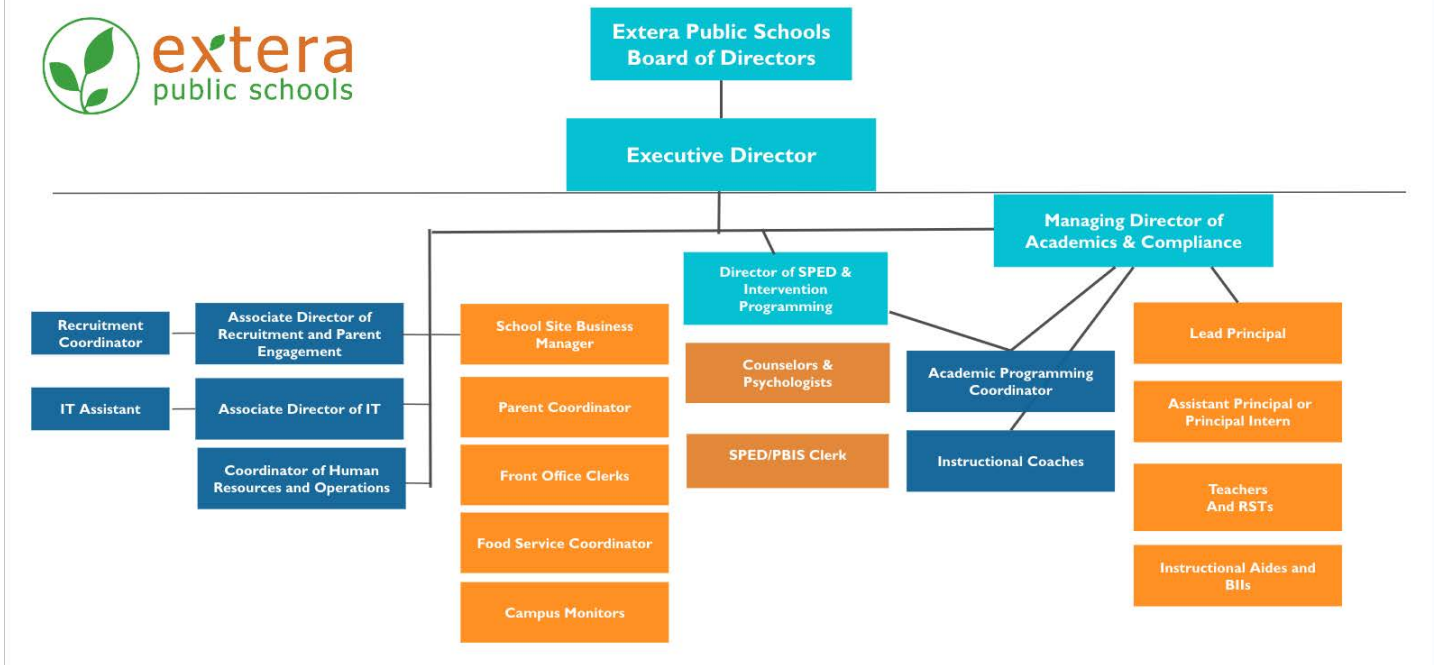 extera
public schools
Extera Public Schools
Board of Directors
Executive Director
Managing Director of
Academics & Compliance
Director of SPED &
Intervention
Programming
Recruitment
Coordinator
Associate Director of
Recruitment and Parent
Engagement
School Site Business
Manager
Lead Principal
Counselors &
Psychologists
Academic Programming
Coordinator
IT Assistant
Associate Director of IT
Parent Coordinator
Assistant Principal or
Principal Intern
Coordinator of Human
Resources and Operations
Front Office Clerks
SPED/PBIS Clerk
Instructional Coaches
Teachers
And RSTs
Food Service Coordinator
Instructional Aides and
BIIs
Campus Monitors